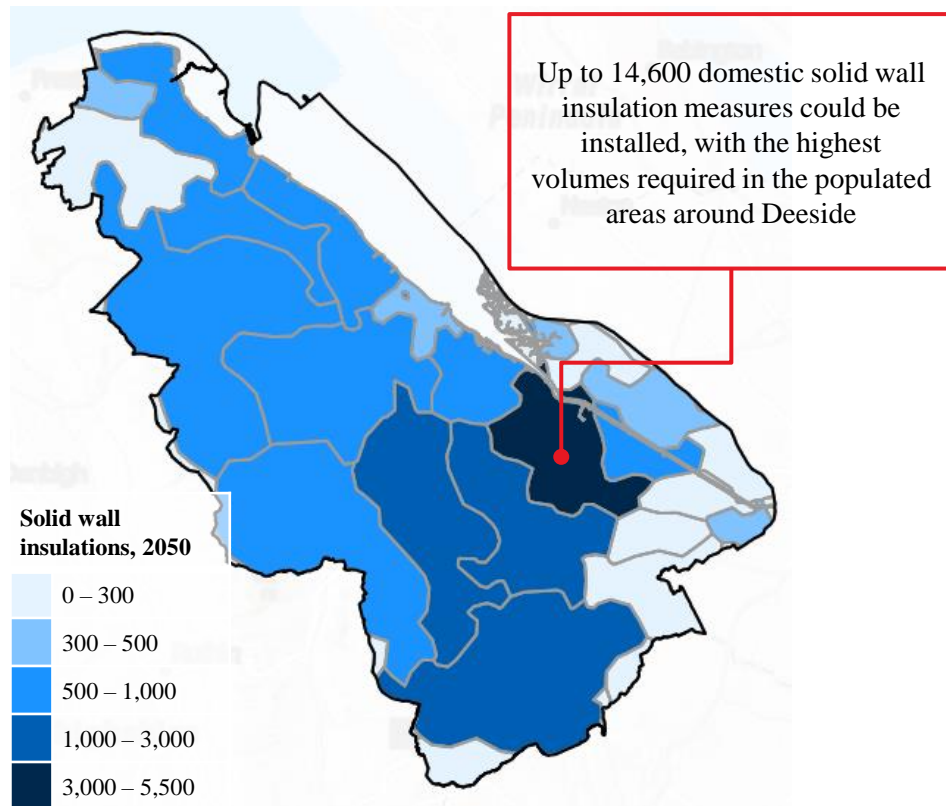 Up to 14,600 domestic solid wall
insulation measures could be
installed, with the highest
volumes required in the populated
areas around Deeside
Solid wall
insulations, 2050
0 – 300
300 – 500
500 – 1,000
1,000 – 3,000
3,000 – 5,500